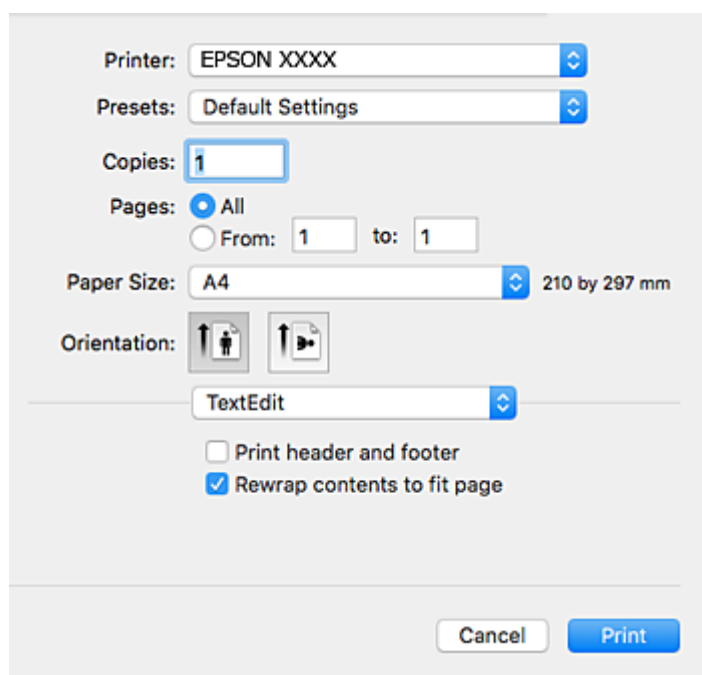 Printer: EPSON XXXX
Presets: Default Settings
Copies: 1
Pages: All
From: 1 to: 1
Paper Size: A4 210 by 297 mm
Orientation:
TextEdit
Print header and footer
Rewrap contents to fit page
Cancel Print